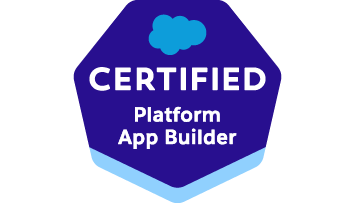 CERTIFIED
Platform
App Builder